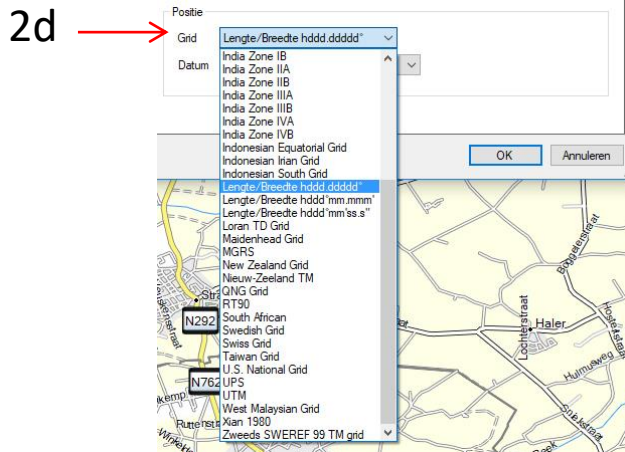 2d
Positie
Grid Lengte/Breedte hddd.ddddd°
Datum
India Zone IB
India Zone IIA
India Zone IIB
India Zone IIIA
India Zone IIIB
India Zone IVA
India Zone IVB
Indonesian Equatorial Grid
Indonesian Irian Grid
Indonesian South Grid
Lengte/Breedte hddd.ddddd°
Lengte/Breedte hddd°mm.mmm'
Lengte/Breedte hddd°mm'ss.s"
Loran TD Grid
Maidenhead Grid
MGRS
New Zealand Grid
Nieuw-Zeeland TM
QNG Grid
RT90
South African
Swedish Grid
Swiss Grid
Taiwan Grid
U.S. National Grid
UPS
UTM
West Malaysian Grid
Xian 1980
Zweeds SWEREF 99 TM grid
OK Annuleren
Stra
N292
N762
kemp
Ruttenstr
Lochterstraat
Haler
Hulmusweg
Beek